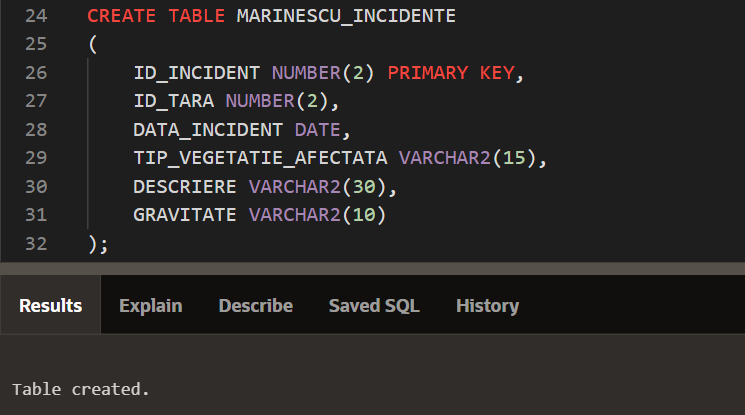 24 CREATE TABLE MARINESCU_INCIDENTE
25 (
26 ID_INCIDENT NUMBER(2) PRIMARY KEY,
27 ID_TARA NUMBER(2),
28 DATA_INCIDENT DATE,
29 TIP_VEGETATIE_AFECTATA VARCHAR2(15),
30 DESCRIERE VARCHAR2(30),
31 GRAVITATE VARCHAR2(10)
32 );
Results Explain Describe Saved SQL History
Table created.